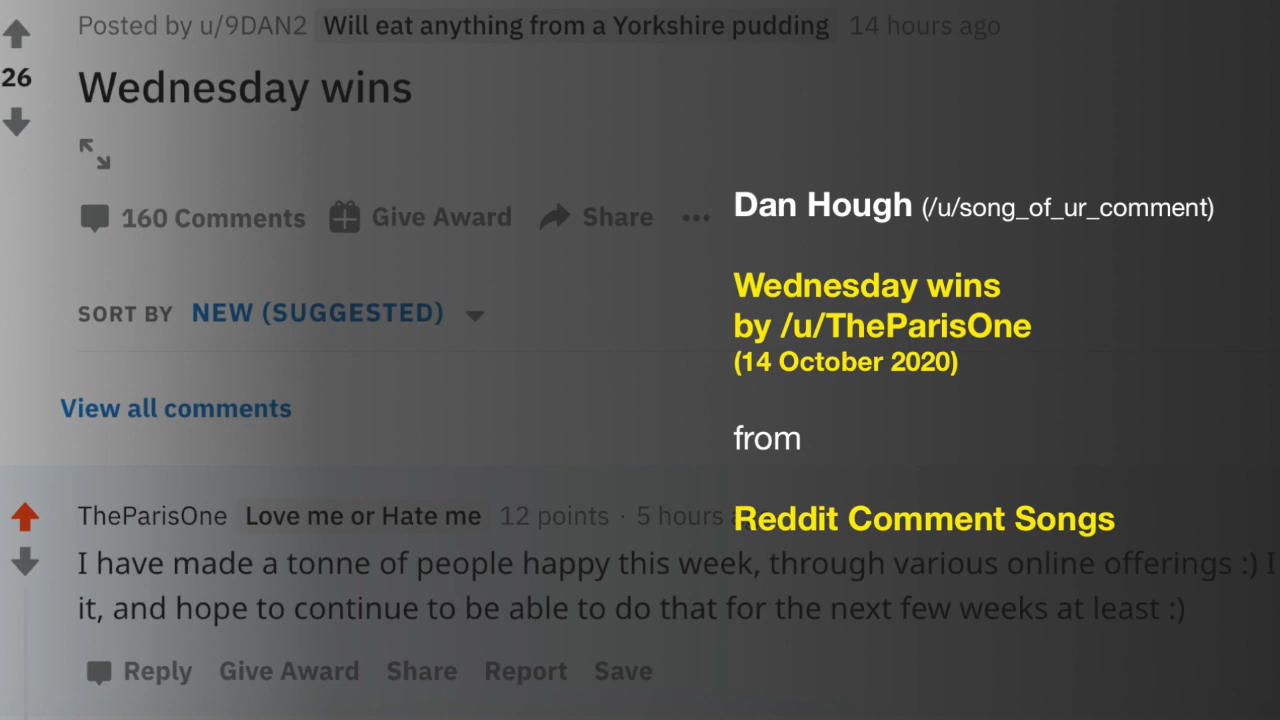 Posted by u/9DAN2 Will eat anything from a Yorkshire pudding 14 hours ago
26
Wednesday wins
160 Comments Give Award Share
Dan Hough (/u/song_of_ur_comment)
Wednesday wins
by /u/TheParisOne
(14 October 2020)
from
Reddit Comment Songs
SORT BY NEW (SUGGESTED)
View all comments
TheParisOne Love me or Hate me 12 points · 5 hours
I have made a tonne of people happy this week, through various online offerings :) I
it, and hope to continue to be able to do that for the next few weeks at least :)
Reply Give Award Share Report Save